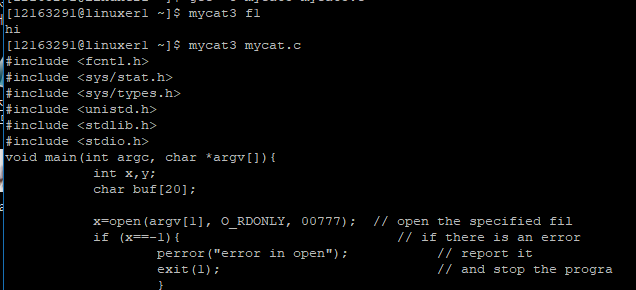 [12163291@linuxer1 ~]$ mycat3 f1
hi
[12163291@linuxer1 ~]$ mycat3 mycat.c
#include <fcntl.h>
#include <sys/stat.h>
#include <sys/types.h>
#include <unistd.h>
#include <stdlib.h>
#include <stdio.h>
void main(int argc, char *argv[]){
int x,y;
char buf[20];
x=open(argv[1], O_RDONLY, 00777);  // open the specified fil
if (x==-1){                           // if there is an error
perror("error in open");           // report it
exit(1);                           // and stop the progra
}